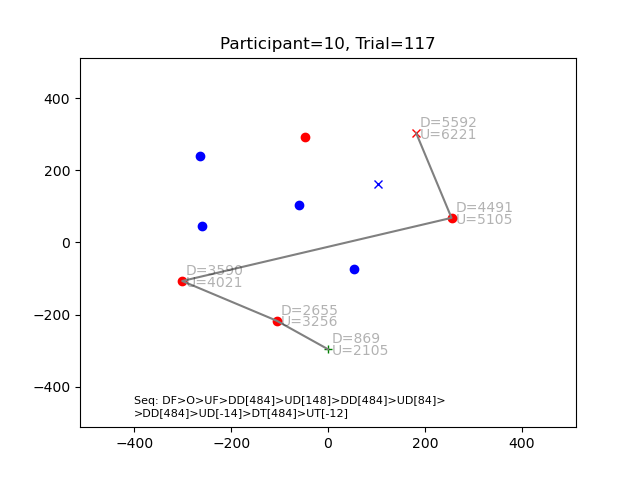 Participant=10, Trial=117
400
200
0
−200
−400
−400
−200
0
200
400
D=5592
U=6221
D=4491
U=5105
D=3590
U=4021
D=2655
U=3256
D=869
U=2105
Seq: DF>O>UF>DD[484]>UD[148]>DD[484]>UD[84]>
>DD[484]>UD[-14]>DT[484]>UT[-12]